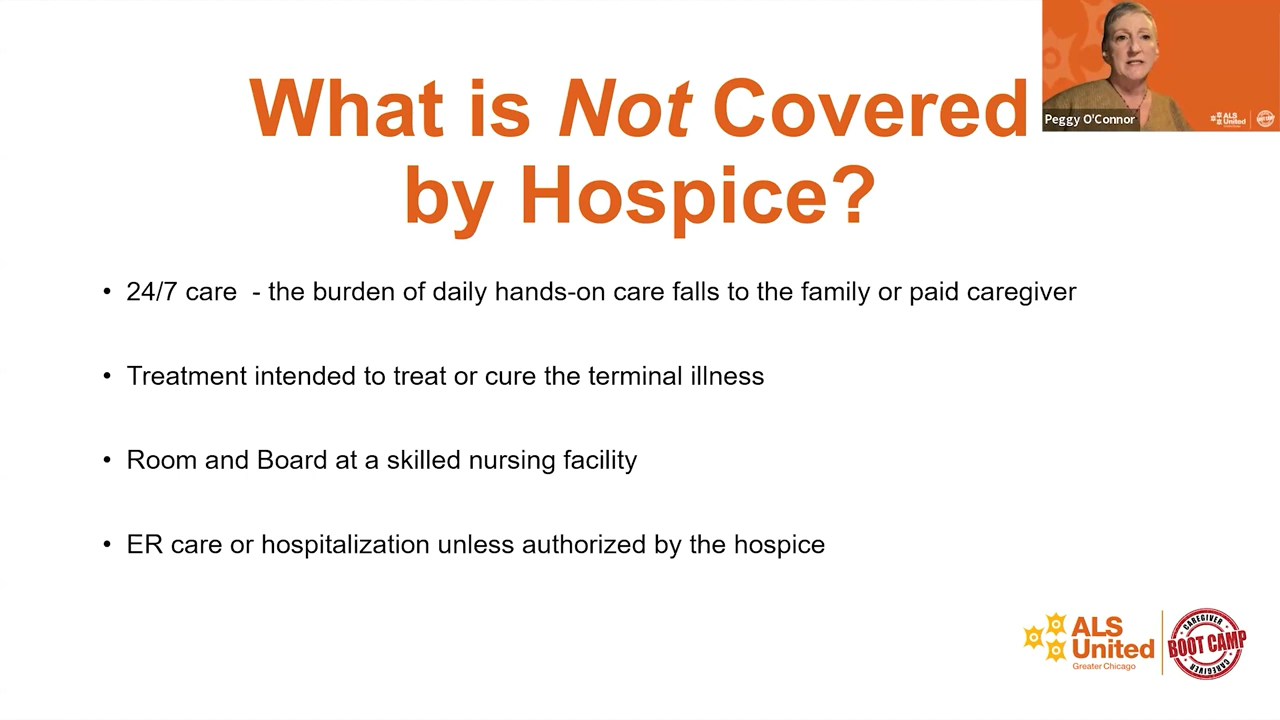 What is Not Covered
by Hospice?
Peggy O'Connor
ALS
United
• 24/7 care - the burden of daily hands-on care falls to the family or paid caregiver
• Treatment intended to treat or cure the terminal illness
• Room and Board at a skilled nursing facility
• ER care or hospitalization unless authorized by the hospice
ALS
United
Greater Chicago
CAREGIVER
BOOT CAMP
CAREGIVER